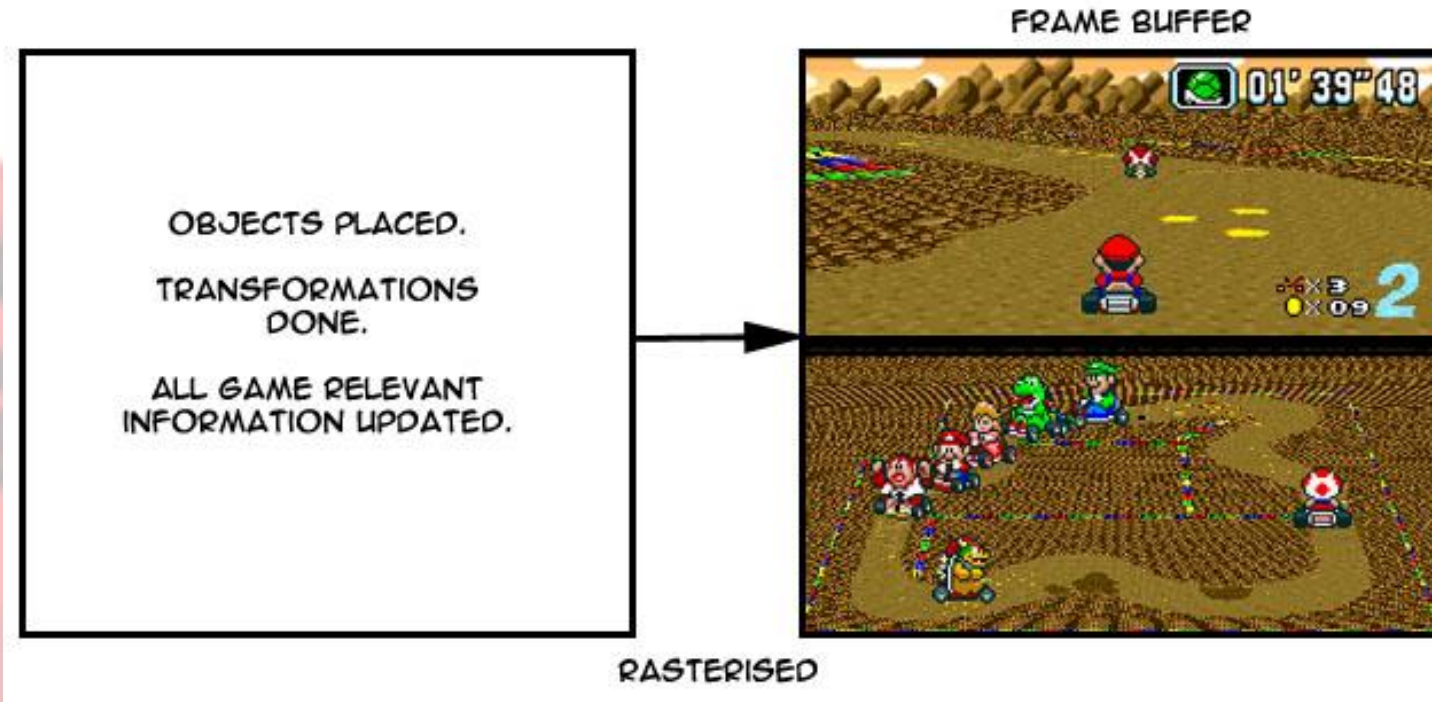 FRAME BUFFER
01' 39"48
OBJECTS PLACED.
TRANSFORMATIONS
DONE.
ALL GAME RELEVANT
INFORMATION UPDATED.
× 3
× 09
2
RASTERISED